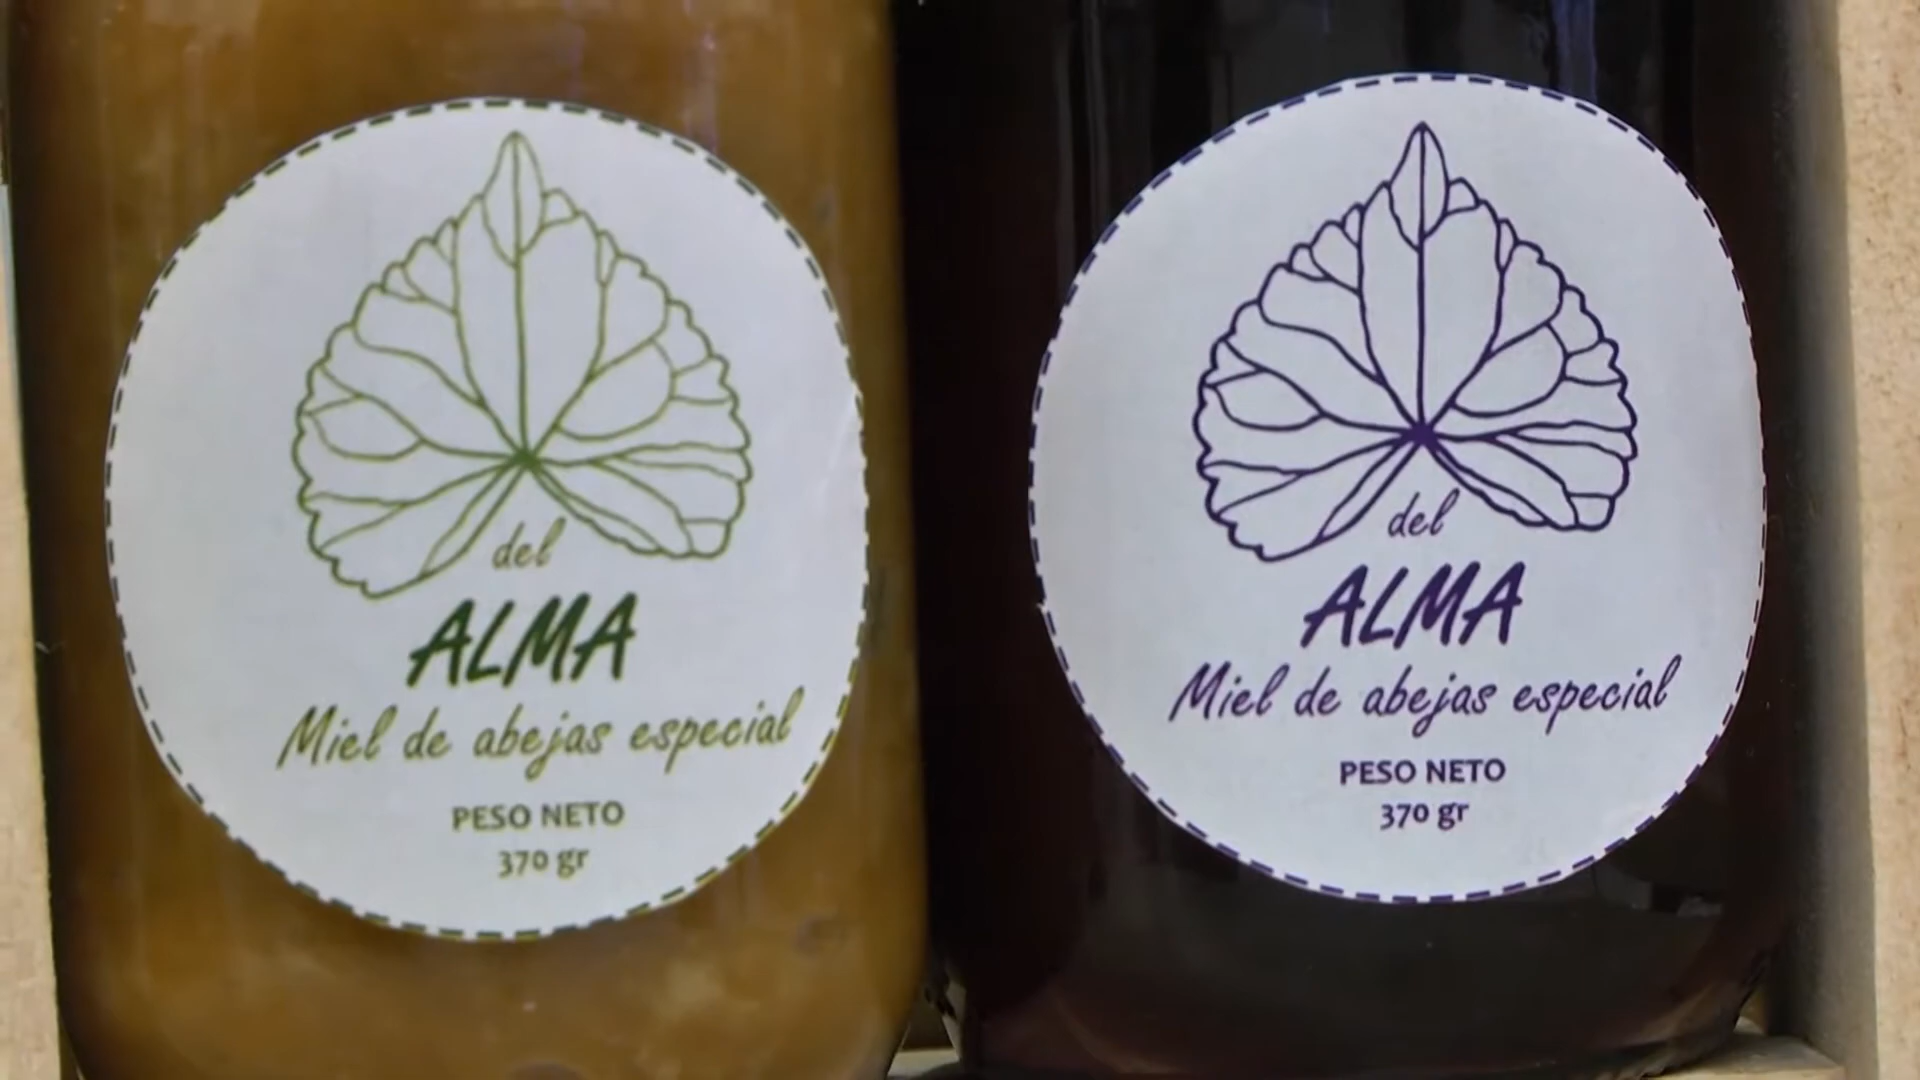 del
ALMA
Miel de abejas especial
PESO NETO
370 gr
del
ALMA
Miel de abejas especial
PESO NETO
370 gr